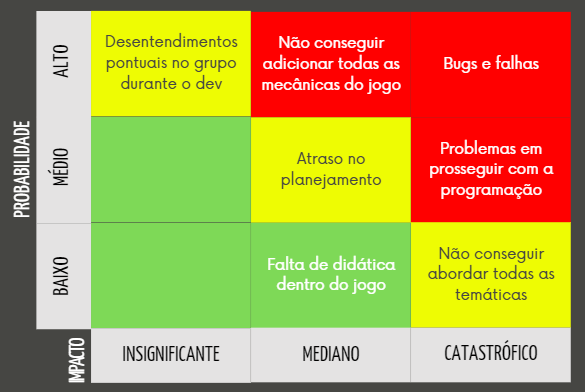 PROBABILIDADE
ALTO
Desentendimentos
pontuais no grupo
durante o dev
Não conseguir
adicionar todas as
mecânicas do jogo
Bugs e falhas
MÉDIO
Atraso no
planejamento
Problemas em
prosseguir com a
programação
BAIXO
Falta de didática
dentro do jogo
Não conseguir
abordar todas as
temáticas
IMPACTO
INSIGNIFICANTE
MEDIANO
CATASTRÓFICO